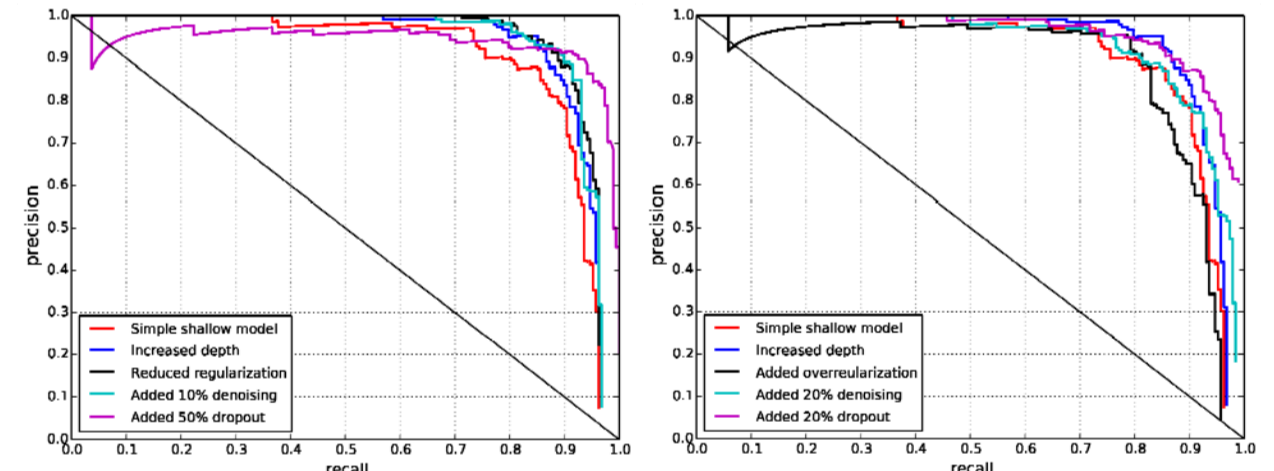 1.0
0.9
0.8
0.7
0.6
0.5
0.4
0.3
0.2
0.1
0.0
precision
0.0 0.1 0.2 0.3 0.4 0.5 0.6 0.7 0.8 0.9 1.0
recall
Simple shallow model
Increased depth
Reduced regularization
Added 10% denoising
Added 50% dropout
1.0
0.9
0.8
0.7
0.6
0.5
0.4
0.3
0.2
0.1
0.0
precision
0.0 0.1 0.2 0.3 0.4 0.5 0.6 0.7 0.8 0.9 1.0
recall
Simple shallow model
Increased depth
Added overreularization
Added 20% denoising
Added 20% dropout